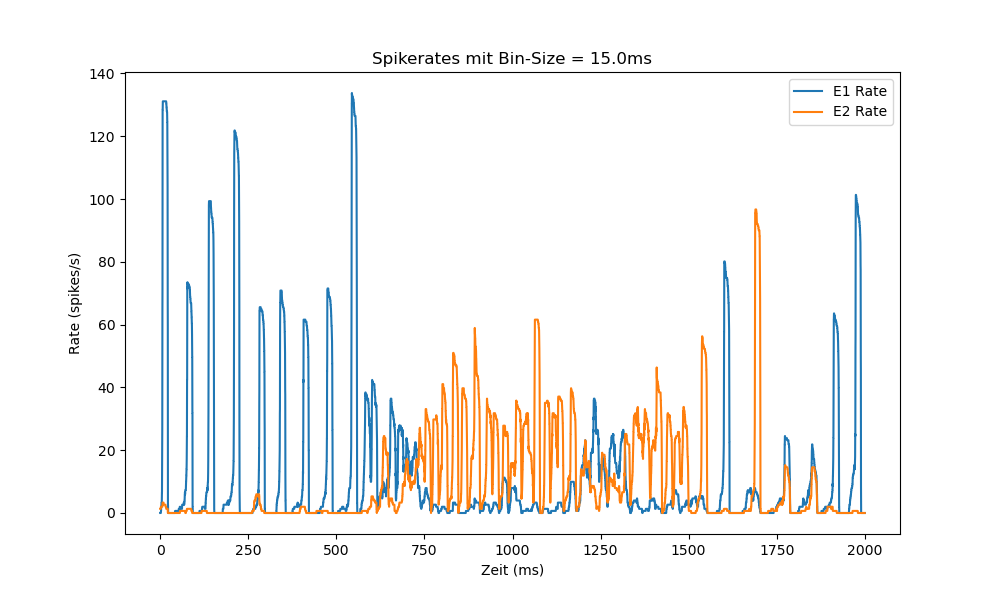 Spikerates mit Bin-Size = 15.0ms
E1 Rate
E2 Rate
Rate (spikes/s)
140
120
100
80
60
40
20
0
0 250 500 750 1000 1250 1500 1750 2000
Zeit (ms)